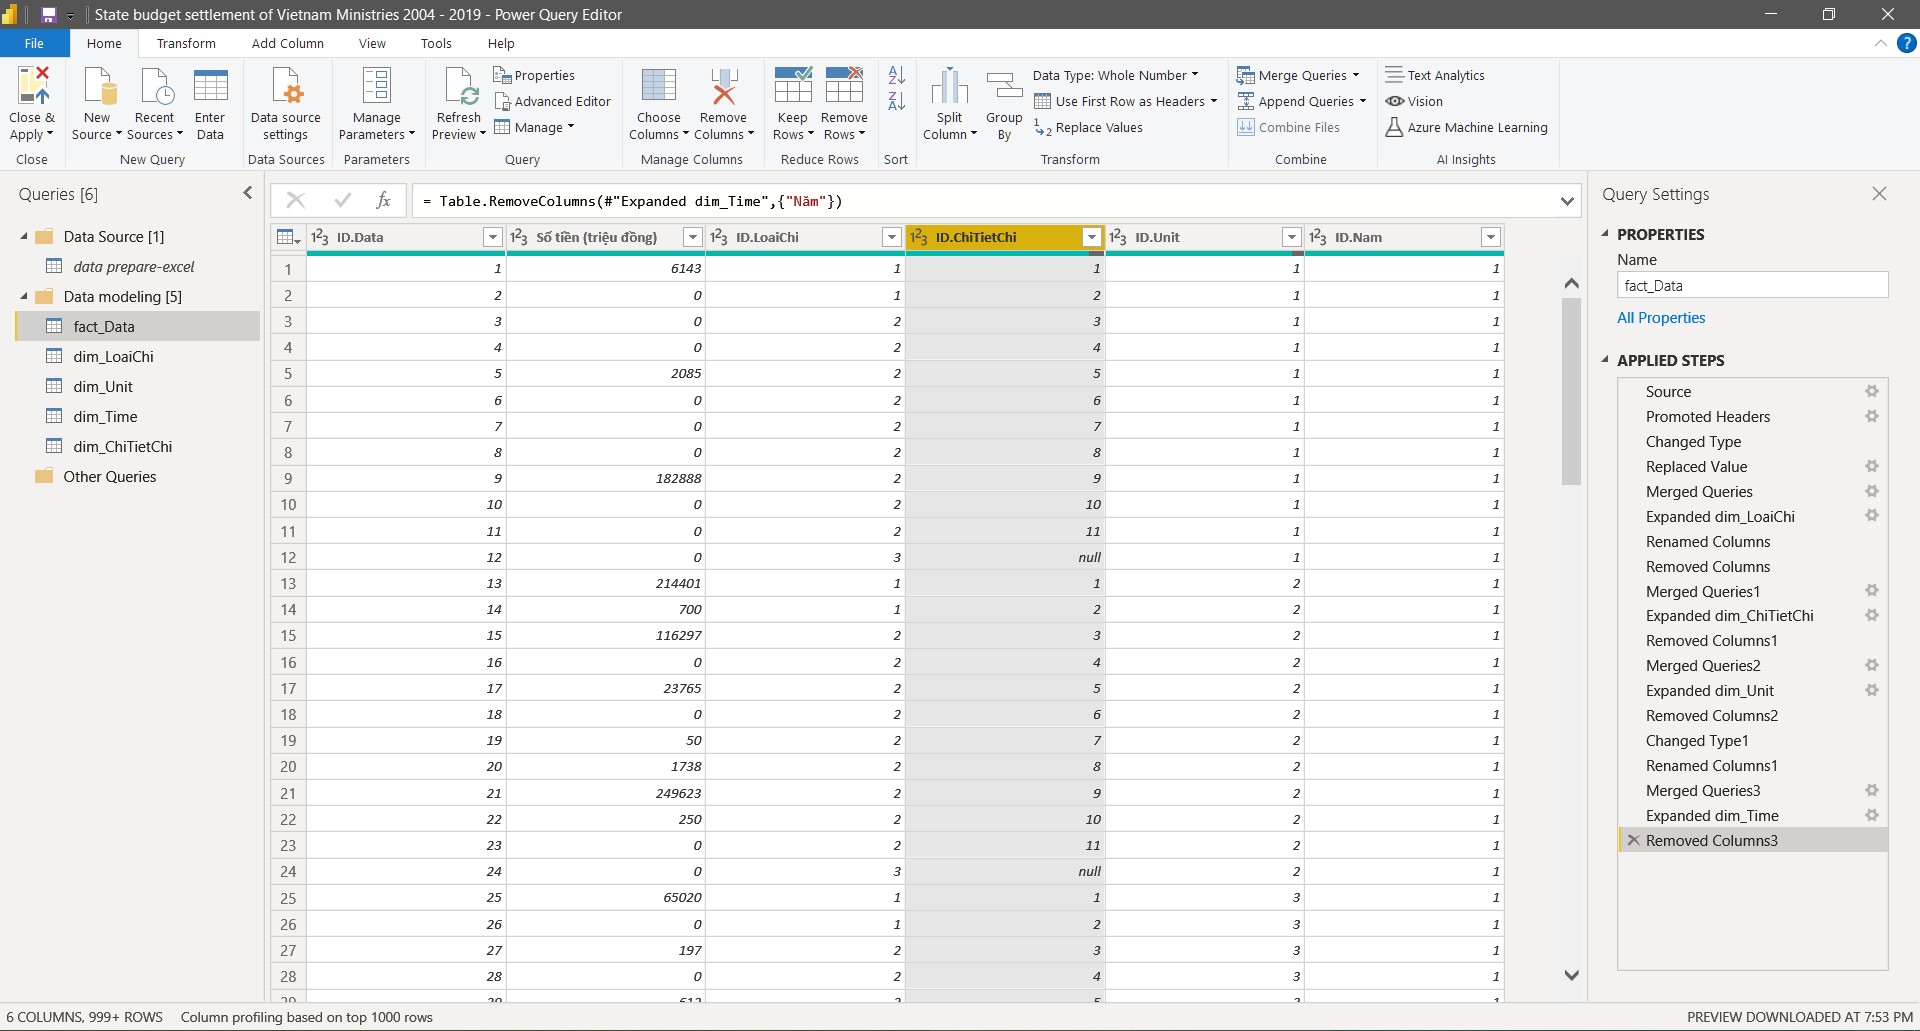 State budget settlement of Vietnam Ministries 2004 - 2019 - Power Query Editor
File Home Transform Add Column View Tools Help
Close & Apply
Close
New Source
Recent Sources
Enter Data
New Query
Data source settings
Data Sources
Manage Parameters
Parameters
Refresh Preview
Properties
Advanced Editor
Manage
Query
Choose Columns
Remove Columns
Manage Columns
Keep Rows
Remove Rows
Reduce Rows
Sort
Split Column
Group By
Data Type: Whole Number
Use First Row as Headers
Replace Values
Transform
Merge Queries
Append Queries
Combine Files
Combine
Text Analytics
Vision
Azure Machine Learning
AI Insights
Queries [6]
Data Source [1]
data prepare-excel
Data modeling [5]
fact_Data
dim_LoaiChi
dim_Unit
dim_Time
dim_ChiTietChi
Other Queries
fx
= Table.RemoveColumns(#"Expanded dim_Time",{"Năm"})
ID.Data Số tiền (triệu đồng) ID.LoaiChi ID.ChiTietChi ID.Unit ID.Nam
1 1 6143 1 1 1 1
2 2 0 1 2 1 1
3 3 0 2 3 1 1
4 4 0 2 4 1 1
5 5 2085 2 5 1 1
6 6 0 2 6 1 1
7 7 0 2 7 1 1
8 8 0 2 8 1 1
9 9 182888 2 9 1 1
10 10 0 2 10 1 1
11 11 0 2 11 1 1
12 12 0 3 null 1 1
13 13 214401 1 1 2 1
14 14 700 1 2 2 1
15 15 116297 2 3 2 1
16 16 0 2 4 2 1
17 17 23765 2 5 2 1
18 18 0 2 6 2 1
19 19 50 2 7 2 1
20 20 1738 2 8 2 1
21 21 249623 2 9 2 1
22 22 250 2 10 2 1
23 23 0 2 11 2 1
24 24 0 3 null 2 1
25 25 65020 1 1 3 1
26 26 0 1 2 3 1
27 27 197 2 3 3 1
28 28 0 2 4 3 1
Query Settings
PROPERTIES
Name
fact_Data
All Properties
APPLIED STEPS
Source
Promoted Headers
Changed Type
Replaced Value
Merged Queries
Expanded dim_LoaiChi
Renamed Columns
Removed Columns
Merged Queries1
Expanded dim_ChiTietChi
Removed Columns1
Merged Queries2
Expanded dim_Unit
Removed Columns2
Changed Type1
Renamed Columns1
Merged Queries3
Expanded dim_Time
Removed Columns3
6 COLUMNS, 999+ ROWS Column profiling based on top 1000 rows
PREVIEW DOWNLOADED AT 7:53 PM